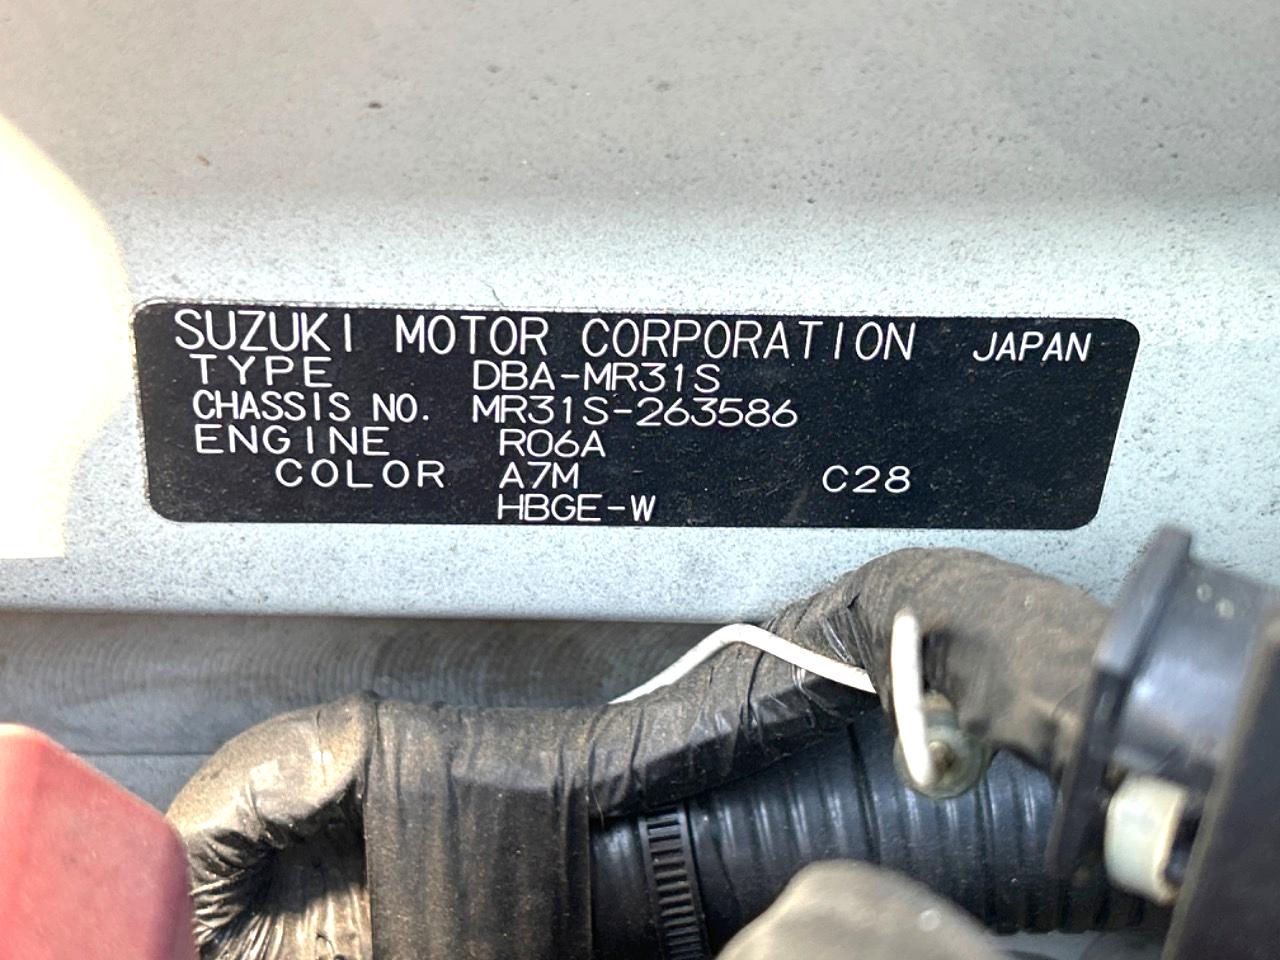 SUZUKI MOTOR CORPORATION JAPAN
TYPE DBA-MR31S
CHASSIS NO. MR31S-263586
ENGINE R06A
COLOR A7M C28
HBGE-W